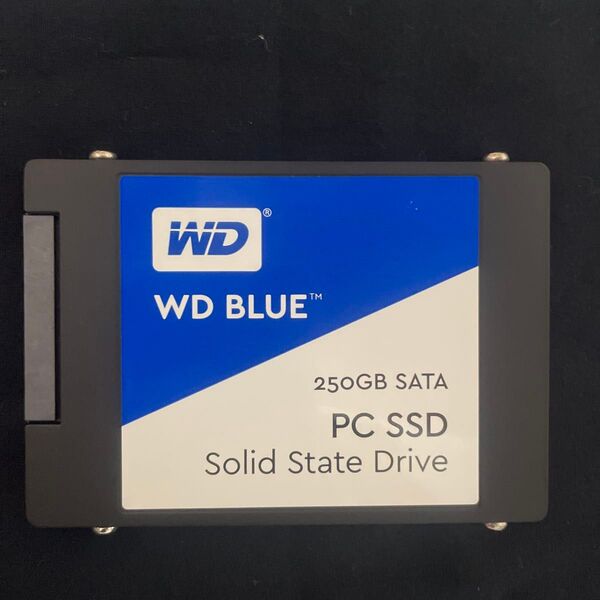 WD®
WD BLUE™
250GB SATA
PC SSD
Solid State Drive